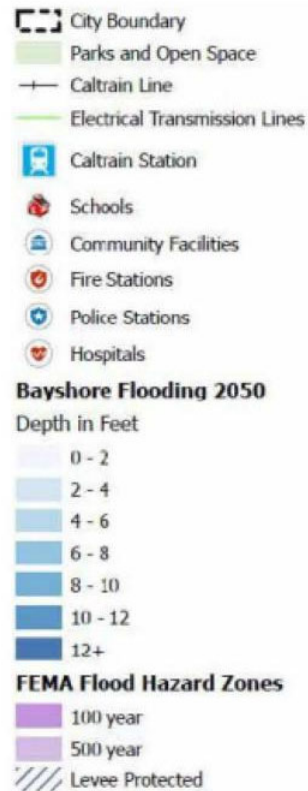 City Boundary
Parks and Open Space
Caltrain Line
Electrical Transmission Lines
Caltrain Station
Schools
Community Facilities
Fire Stations
Police Stations
Hospitals
Bayshore Flooding 2050
Depth in Feet
0 - 2
2 - 4
4 - 6
6 - 8
8 - 10
10 - 12
12+
FEMA Flood Hazard Zones
100 year
500 year
Levee Protected